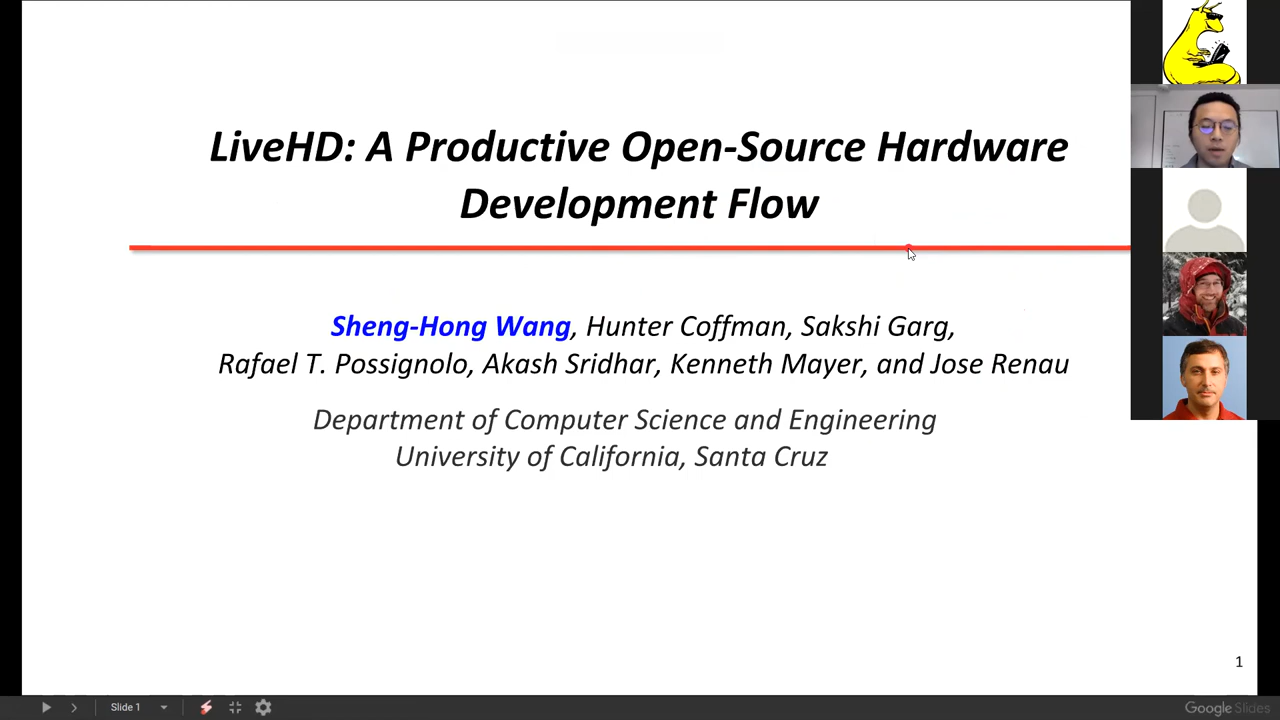 LiveHD: A Productive Open-Source Hardware
Development Flow
Sheng-Hong Wang, Hunter Coffman, Sakshi Garg,
Rafael T. Possignolo, Akash Sridhar, Kenneth Mayer, and Jose Renau
Department of Computer Science and Engineering
University of California, Santa Cruz
1
Slide 1
Google Slides